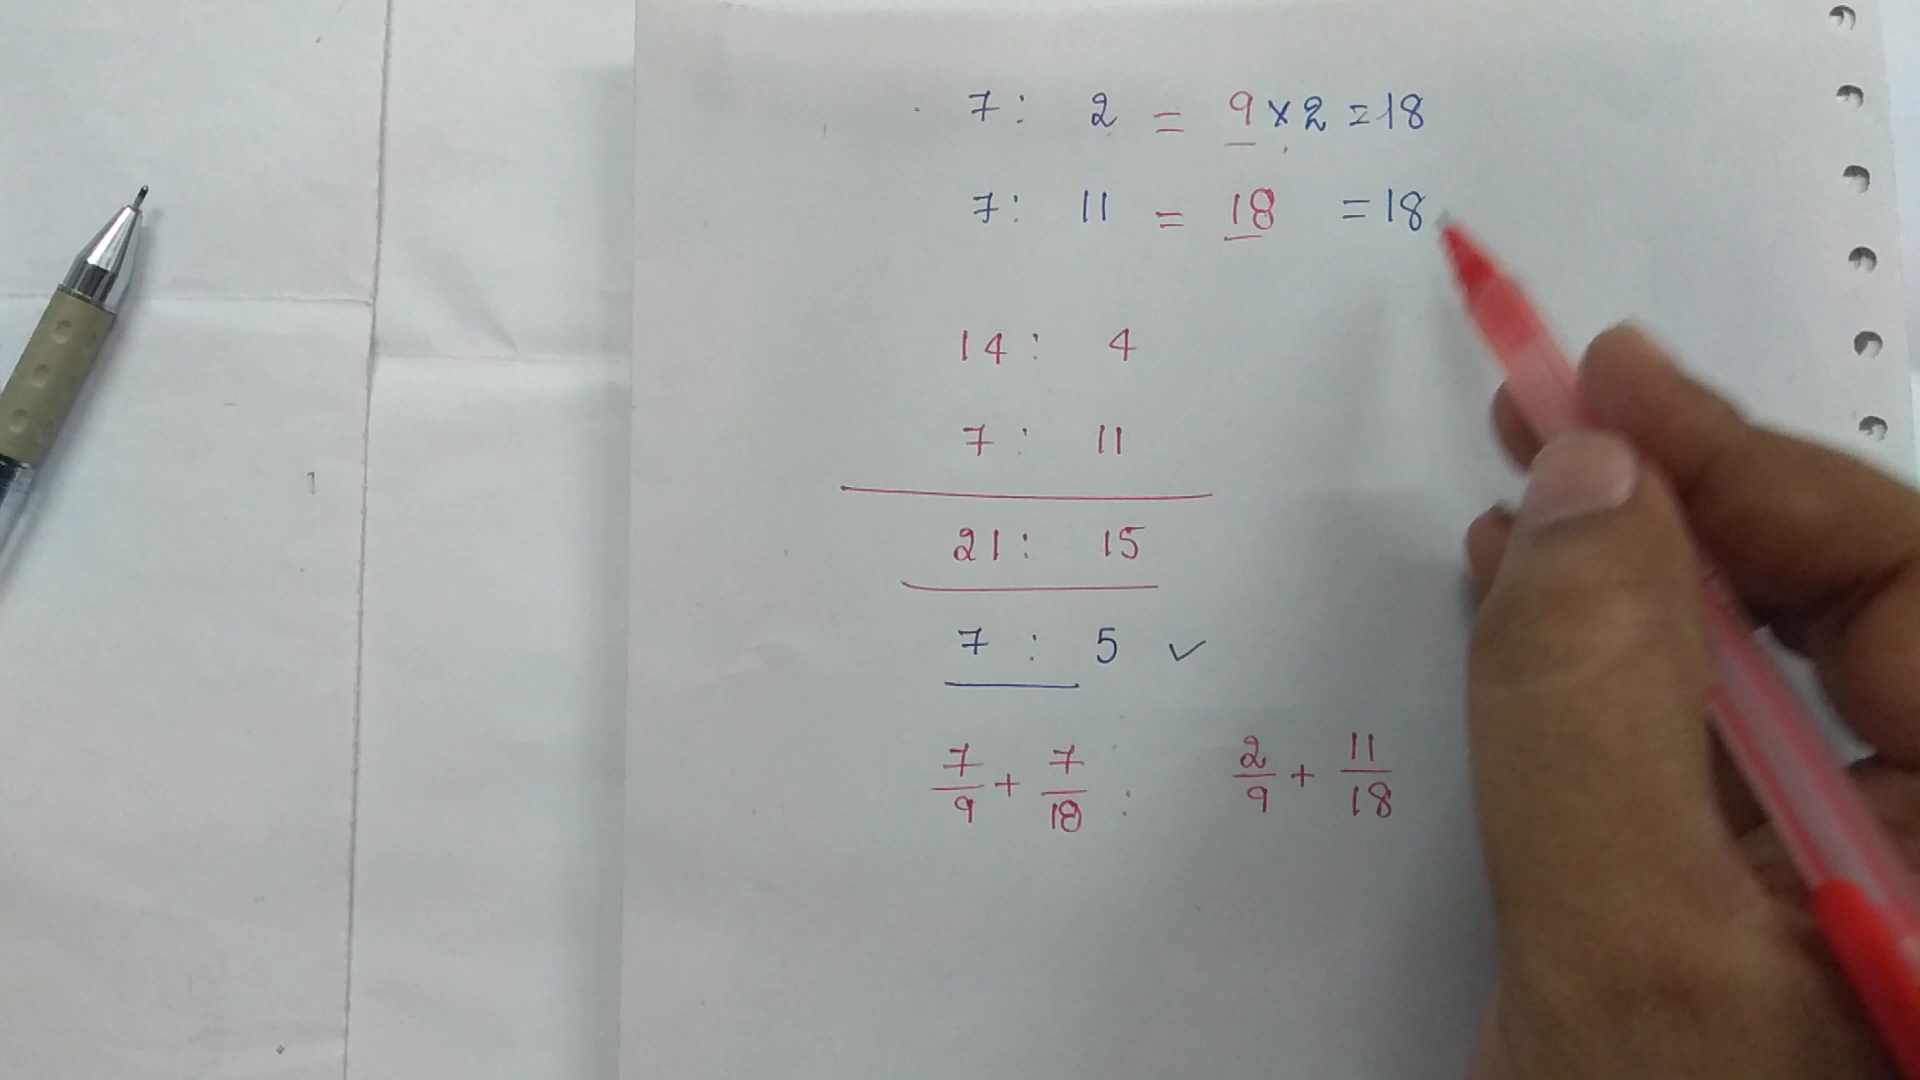 7 : 2 = 9 × 2 = 18
7 : 11 = 18 = 18
14 : 4
7 : 11
21 : 15
7 : 5 ✓
7/9 + 7/18 : 2/9 + 11/18